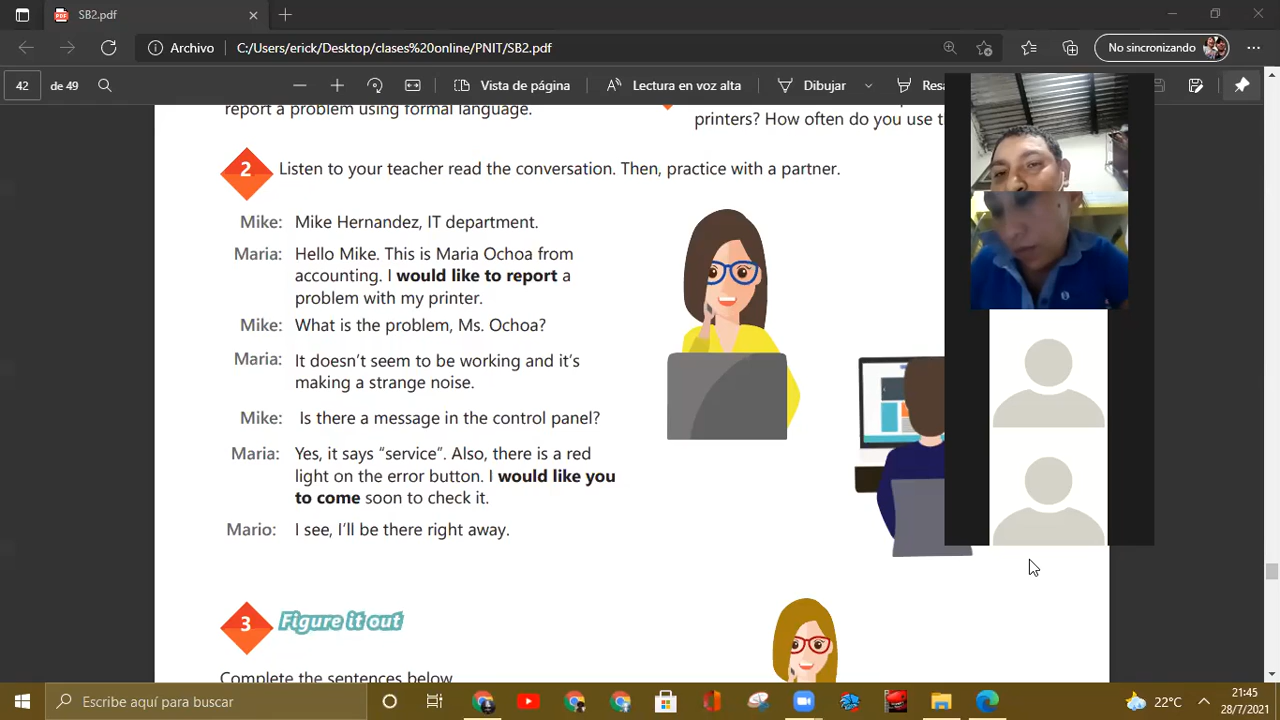 SB2.pdf
Archivo C:/Users/erick/Desktop/clases%20online/PNIT/SB2.pdf No sincronizando
42 de 49 Vista de página Lectura en voz alta Dibujar
report a problem using formal language.
printers? How often do you use
2 Listen to your teacher read the conversation. Then, practice with a partner.
Mike: Mike Hernandez, IT department.
Maria: Hello Mike. This is Maria Ochoa from
accounting. I would like to report a
problem with my printer.
Mike: What is the problem, Ms. Ochoa?
Maria: It doesn't seem to be working and it's
making a strange noise.
Mike: Is there a message in the control panel?
Maria: Yes, it says “service”. Also, there is a red
light on the error button. I would like you
to come soon to check it.
Mario: I see, I'll be there right away.
3 Figure it out
Complete the sentences below
Escribe aquí para buscar
22°C
21:45
28/7/2021